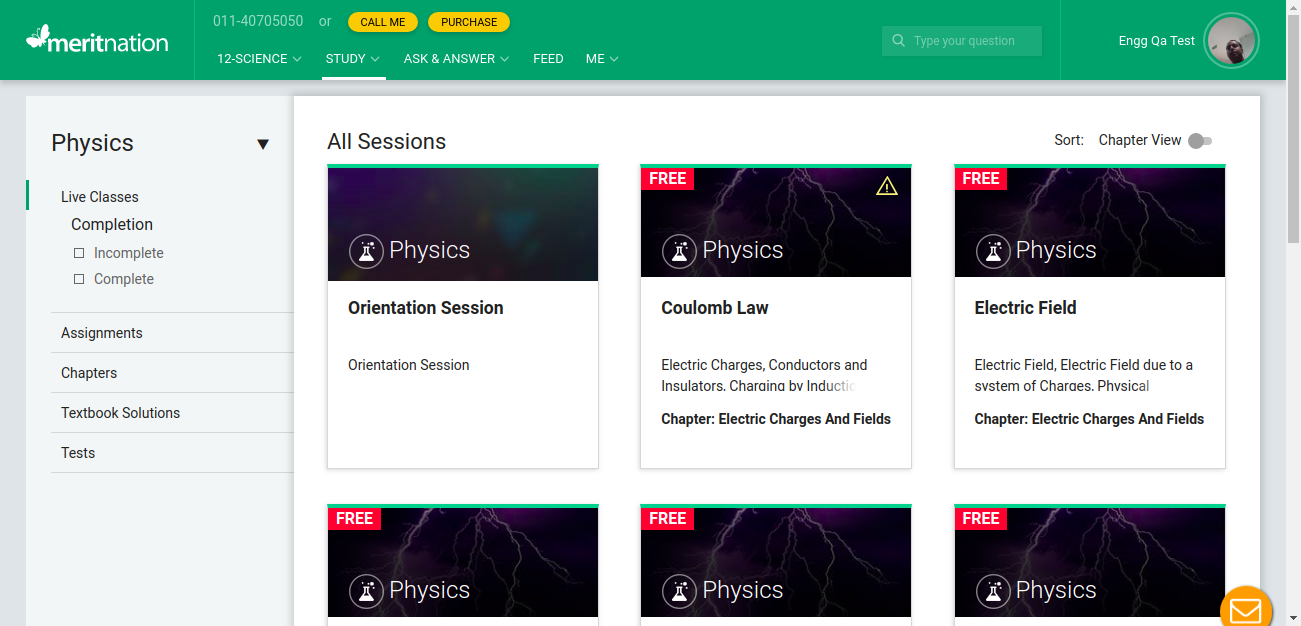 meritnation
011-40705050 or CALL ME PURCHASE
12-SCIENCE STUDY ASK & ANSWER FEED ME
Type your question
Engg Qa Test
Physics
Live Classes
Completion
Incomplete
Complete
Assignments
Chapters
Textbook Solutions
Tests
All Sessions
Sort: Chapter View
Physics
Orientation Session
Orientation Session
FREE
Physics
Coulomb Law
Electric Charges, Conductors and
Insulators, Charging by Inductic
Chapter: Electric Charges And Fields
FREE
Physics
Electric Field
Electric Field, Electric Field due to a
system of Charges, Physical
Chapter: Electric Charges And Fields
FREE
Physics
FREE
Physics
FREE
Physics